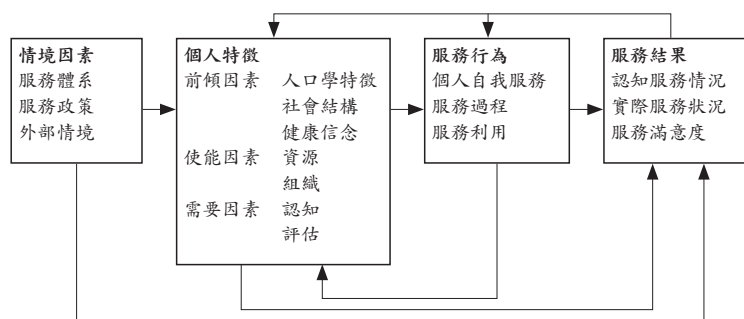 情境因素
服務體系
服務政策
外部情境
個人特徵
前傾因素 人口學特徵
社會結構
健康信念
使能因素 資源
組織
需要因素 認知
評估
服務行為
個人自我服務
服務過程
服務利用
服務結果
認知服務情況
實際服務狀況
服務滿意度